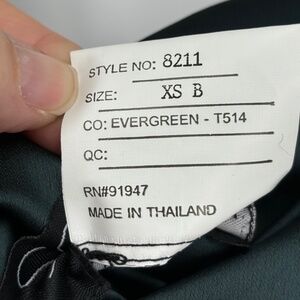 STYLE NO: 8211
SIZE: XS B
CO: EVERGREEN - T514
QC:
RN#91947
MADE IN THAILAND